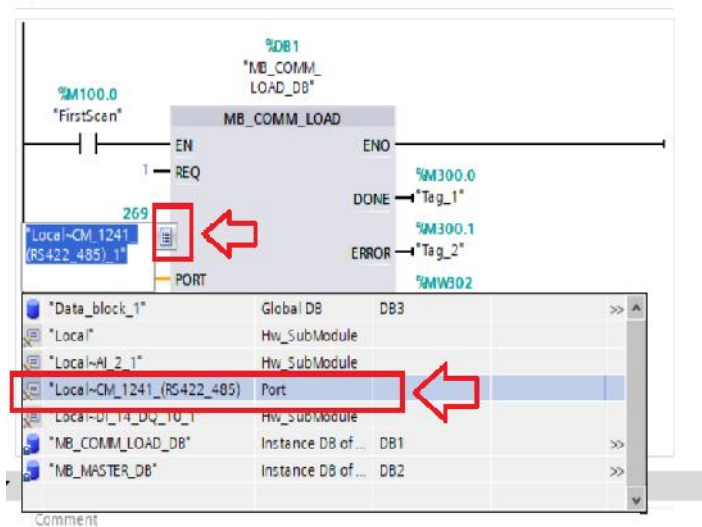 %DB1
"MB_COMM_
LOAD_DB"
%M100.0
"FirstScan"
MB_COMM_LOAD
EN
ENO
1
REQ
%M300.0
DONE
"Tag_1"
269
"Local~CM_1241_
(RS422_485)_1"
%M300.1
ERROR
"Tag_2"
PORT
%MW302
"Data_block_1" Global DB DB3 >>
"Local" Hw_SubModule
"Local~AI_2_1" Hw_SubModule
"Local~CM_1241_(RS422_485) Port
"Local~DI_14_DQ_10_1" Hw_SubModule
"MB_COMM_LOAD_DB" Instance DB of ... DB1 >>
"MB_MASTER_DB" Instance DB of ... DB2 >>
Comment